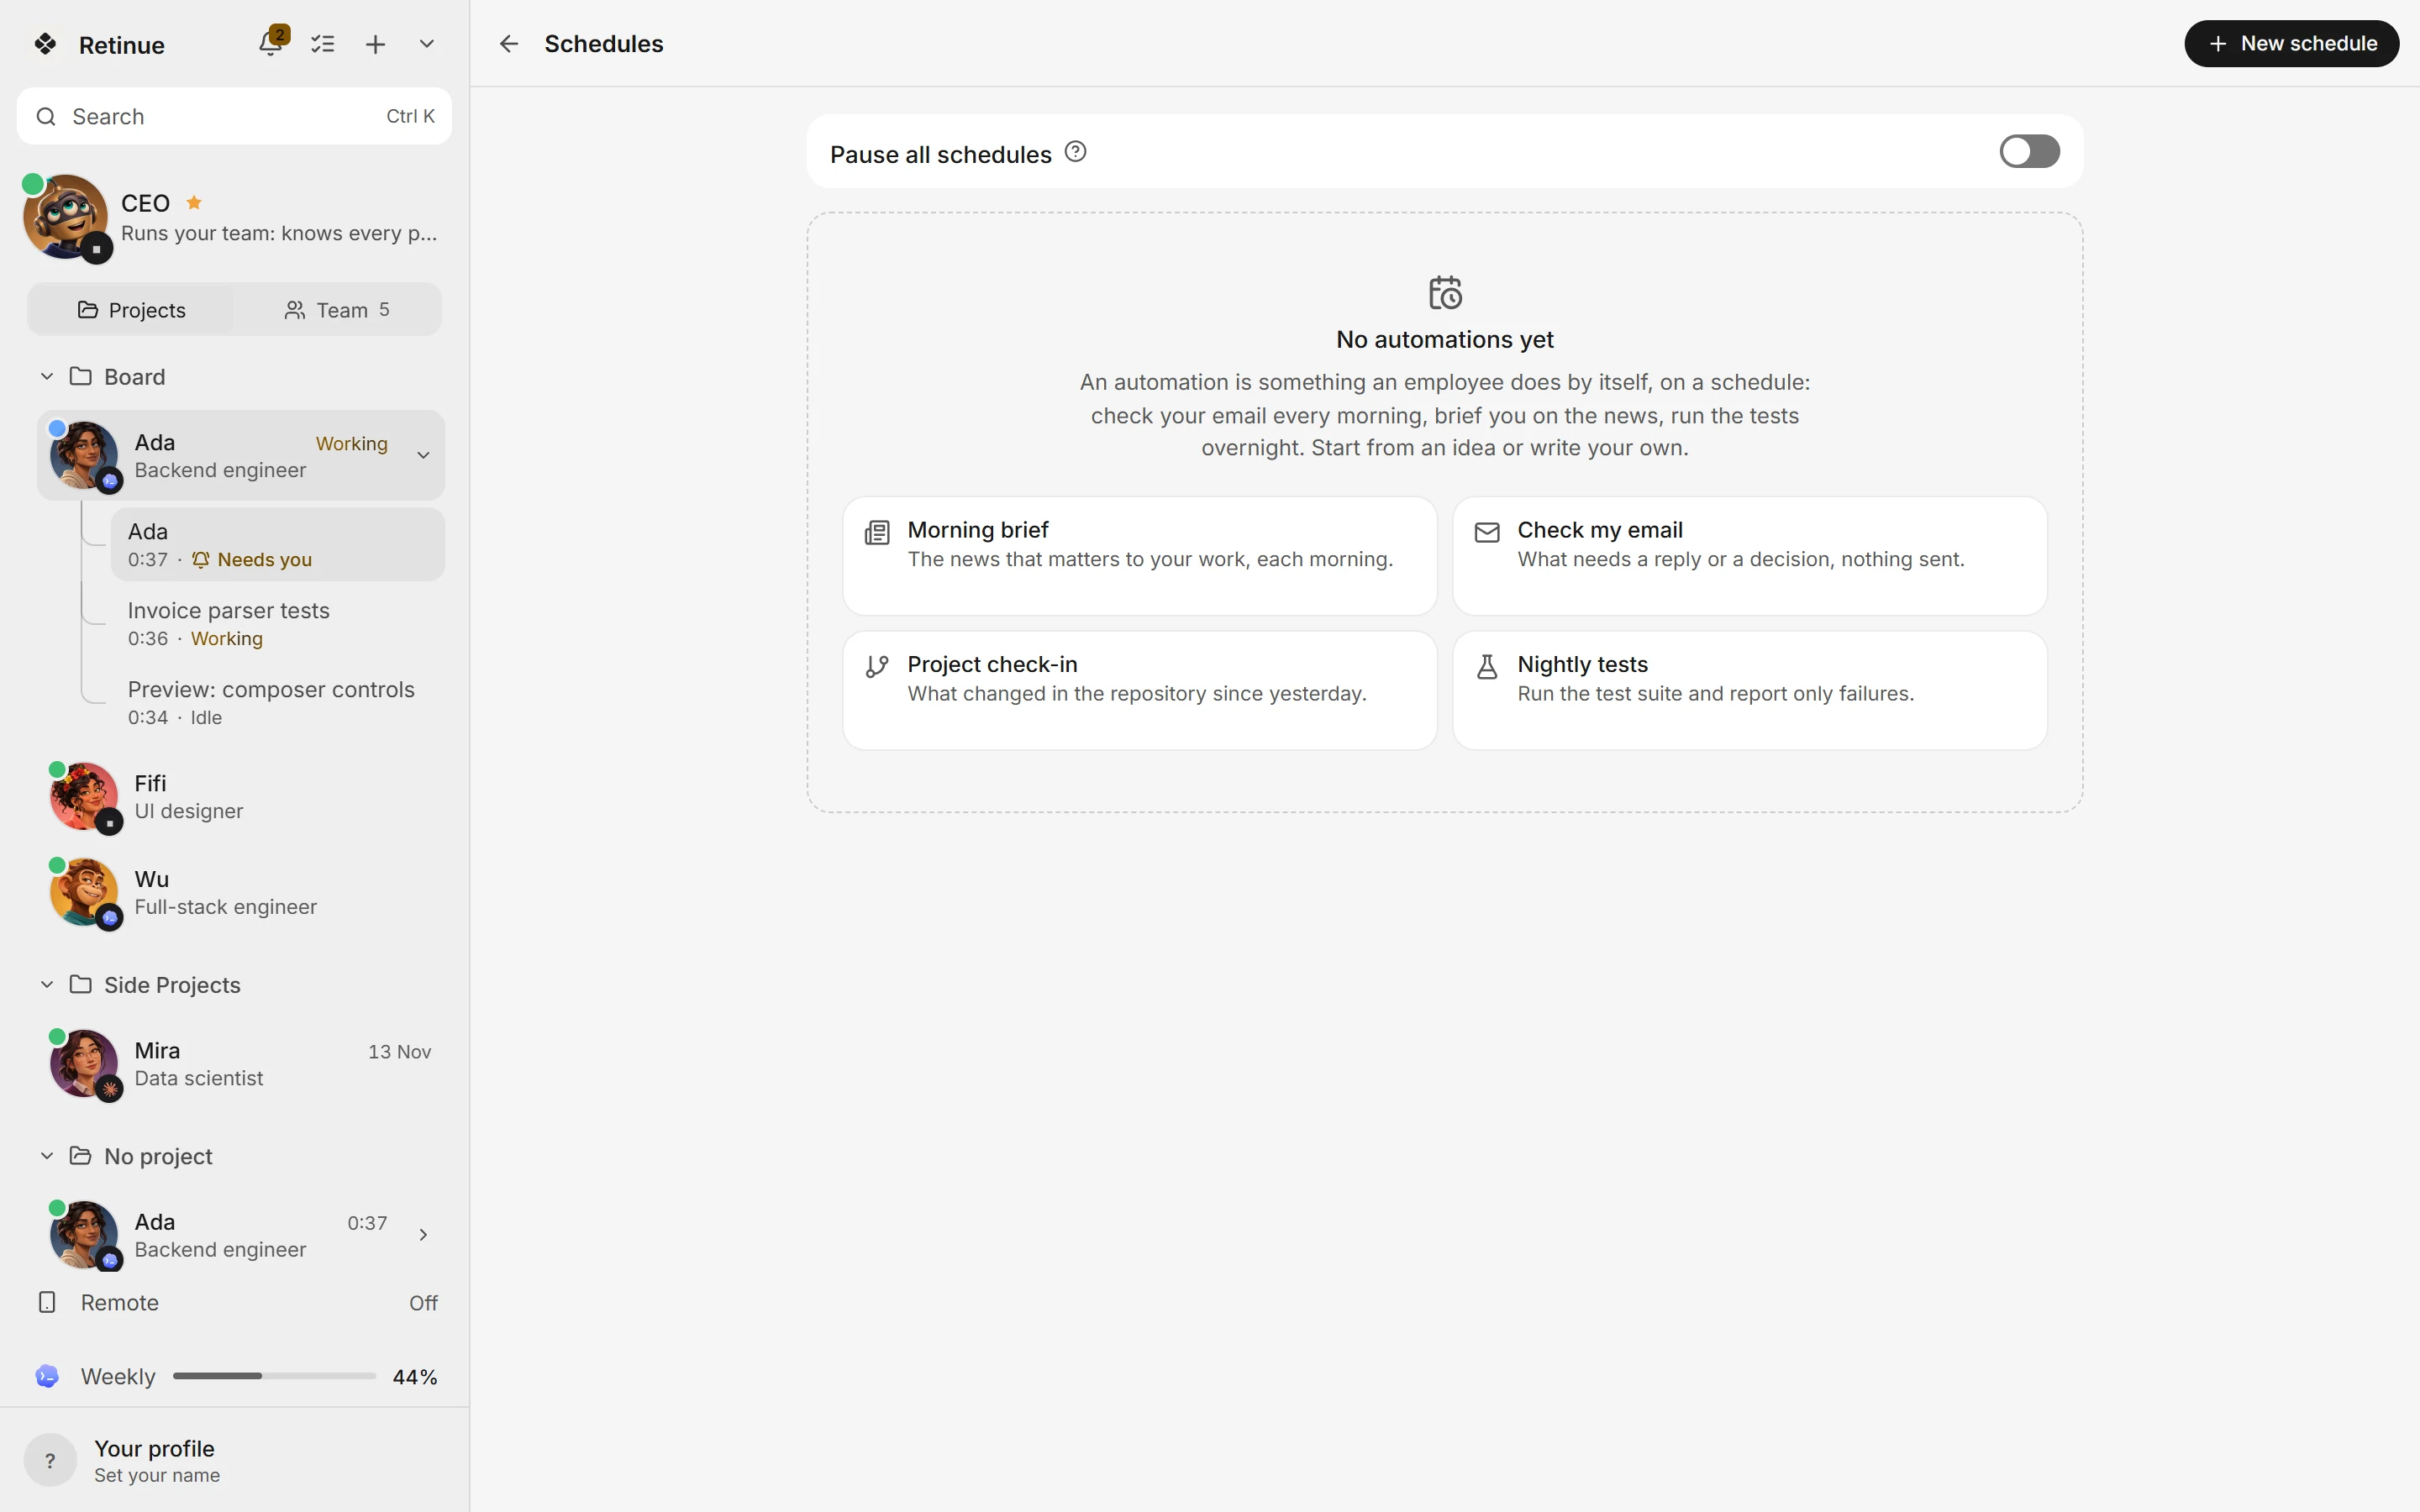 Retinue
2
Schedules
New schedule
Search
Ctrl K
Pause all schedules
CEO
Runs your team: knows every p...
Projects
Team 5
Board
Ada
Working
Backend engineer
Ada
0:37 · Needs you
Invoice parser tests
0:36 · Working
Preview: composer controls
0:34 · Idle
Fifi
UI designer
Wu
Full-stack engineer
Side Projects
Mira
13 Nov
Data scientist
No project
Ada
0:37
Backend engineer
Remote
Off
Weekly
44%
?
Your profile
Set your name
No automations yet
An automation is something an employee does by itself, on a schedule:
check your email every morning, brief you on the news, run the tests
overnight. Start from an idea or write your own.
Morning brief
The news that matters to your work, each morning.
Check my email
What needs a reply or a decision, nothing sent.
Project check-in
What changed in the repository since yesterday.
Nightly tests
Run the test suite and report only failures.